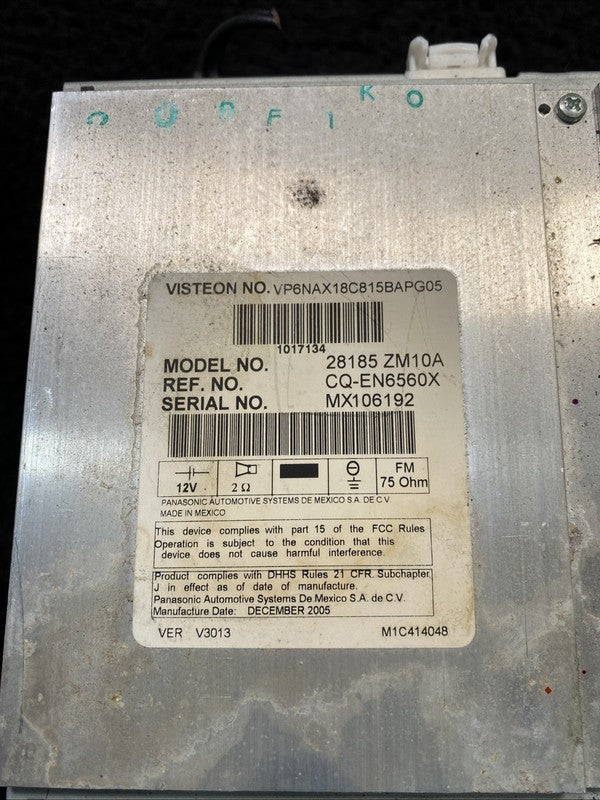 K O
F I
VISTEON NO. VP6NAX18C815BAPG05
1017134
MODEL NO. 28185 ZM10A
REF. NO. CQ-EN6560X
SERIAL NO. MX106192
12V
2 Ω
FM
75 Ohm
PANASONIC AUTOMOTIVE SYSTEMS DE MEXICO S.A. DE C.V
MADE IN MEXICO
This device complies with part 15 of the FCC Rules
Operation is subject to the condition that this
device does not cause harmful interference.
Product complies with DHHS Rules 21 CFR. Subchapter
J in effect as of date of manufacture.
Panasonic Automotive Systems De Mexico S.A. de C.V.
Manufacture Date: DECEMBER 2005
VER V3013 M1C414048